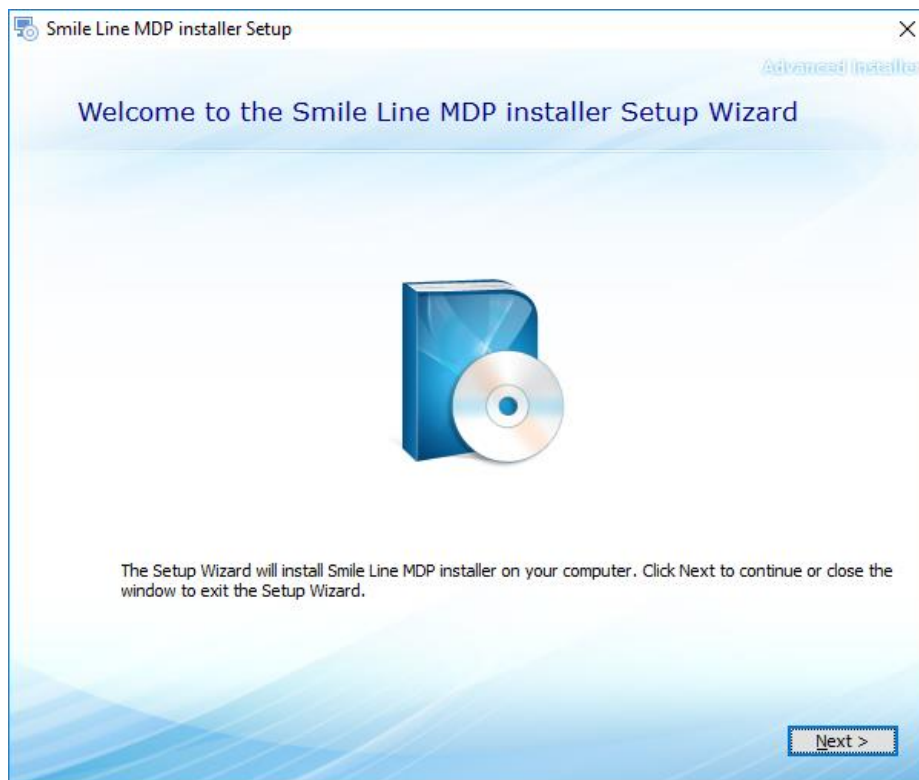 Smile Line MDP installer Setup
Advanced Installer
Welcome to the Smile Line MDP installer Setup Wizard
The Setup Wizard will install Smile Line MDP installer on your computer. Click Next to continue or close the
window to exit the Setup Wizard.
Next >